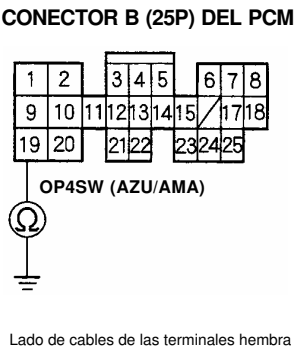 CONECTOR B (25P) DEL PCM
1 2 3 4 5 6 7 8
9 10 11 12 13 14 15 17 18
19 20 21 22 23 24 25
OP4SW (AZU/AMA)
Ω
Lado de cables de las terminales hembra